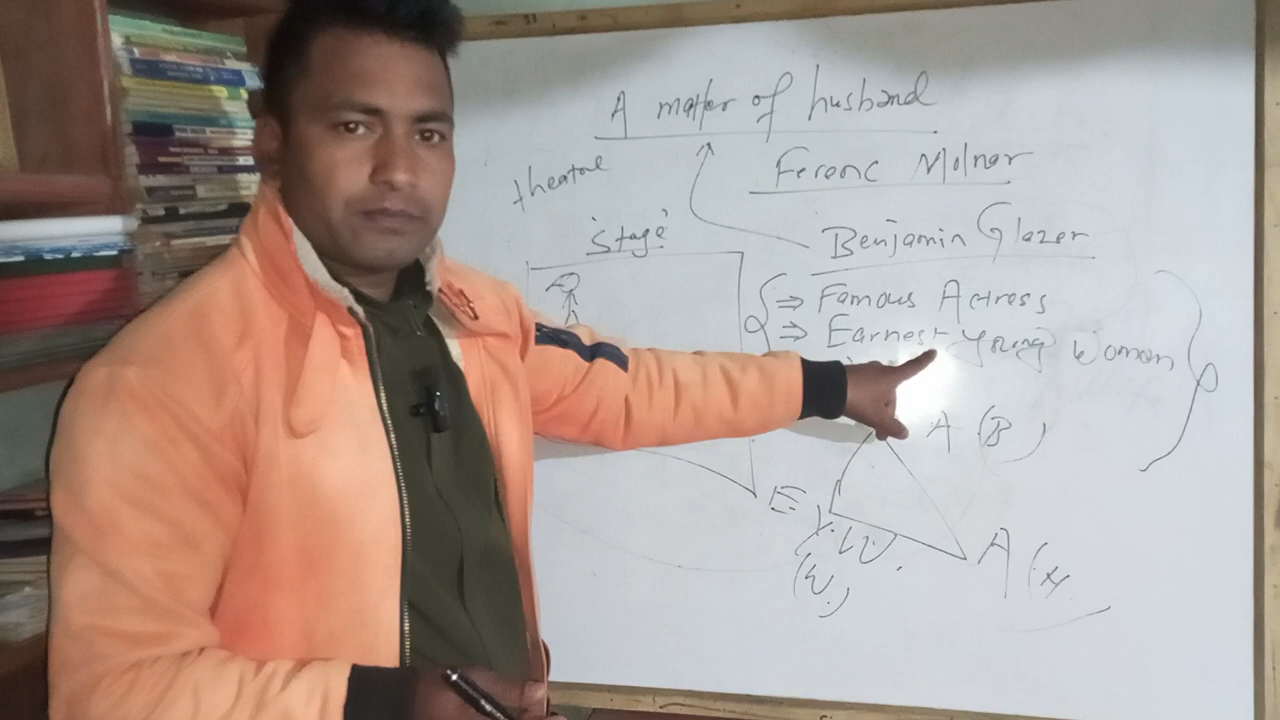 A matter of husband
theatre
Ferenc Molnar
'Stage'
Benjamin Glazer
⇒ Famous Actress
⇒ Earnest young Woman
A (B)
E
Y.W.
(W.)
A (H